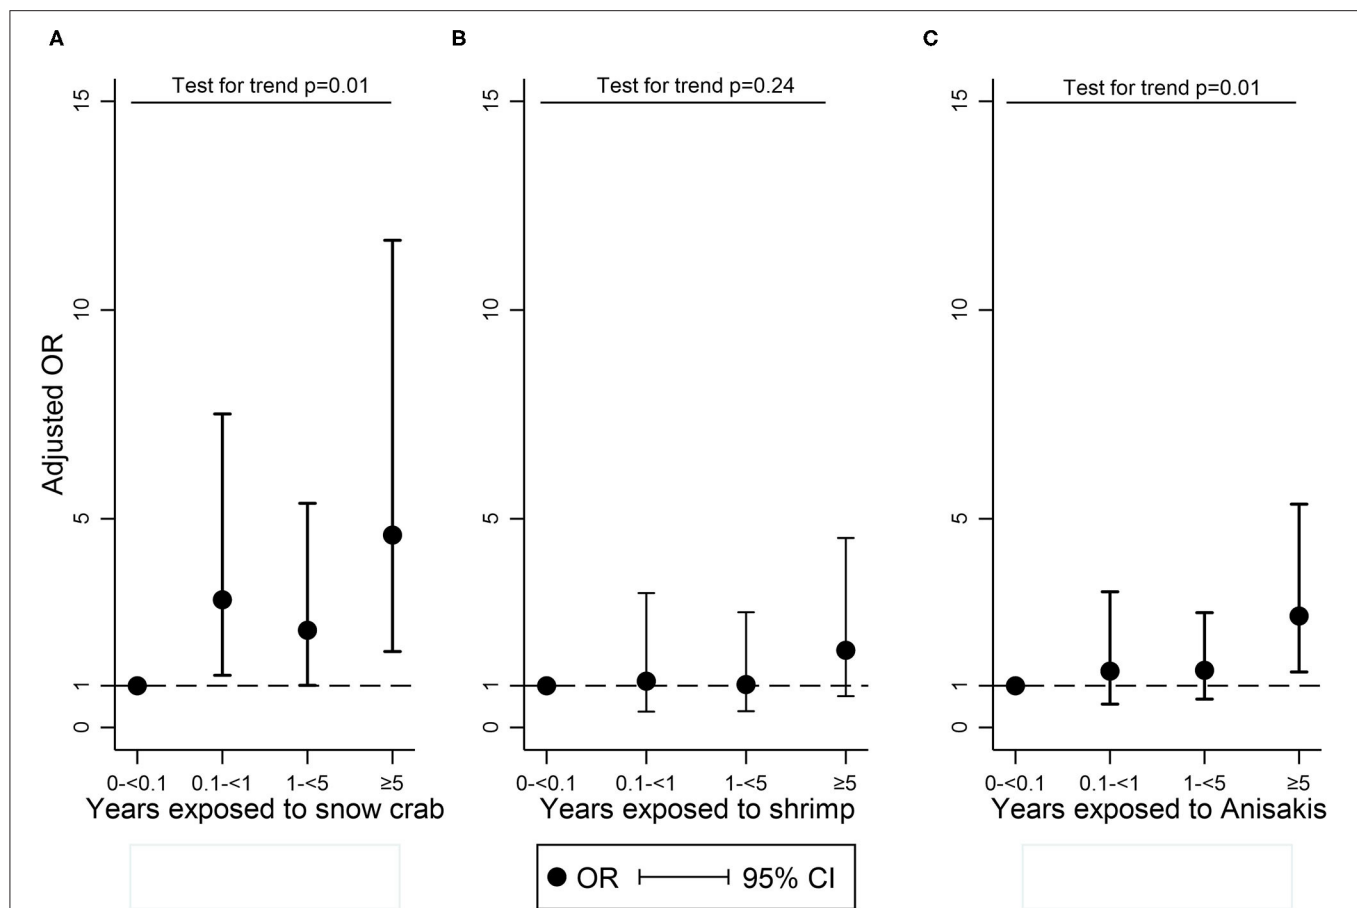 A
B
C
Test for trend p=0.01
Test for trend p=0.24
Test for trend p=0.01
Adjusted OR
15
10
5
1
0
15
10
5
1
0
15
10
5
1
0
0-<0.1 0.1-<1 1-<5 ≥5
0-<0.1 0.1-<1 1-<5 ≥5
0-<0.1 0.1-<1 1-<5 ≥5
Years exposed to snow crab
Years exposed to shrimp
Years exposed to Anisakis
OR 95% CI